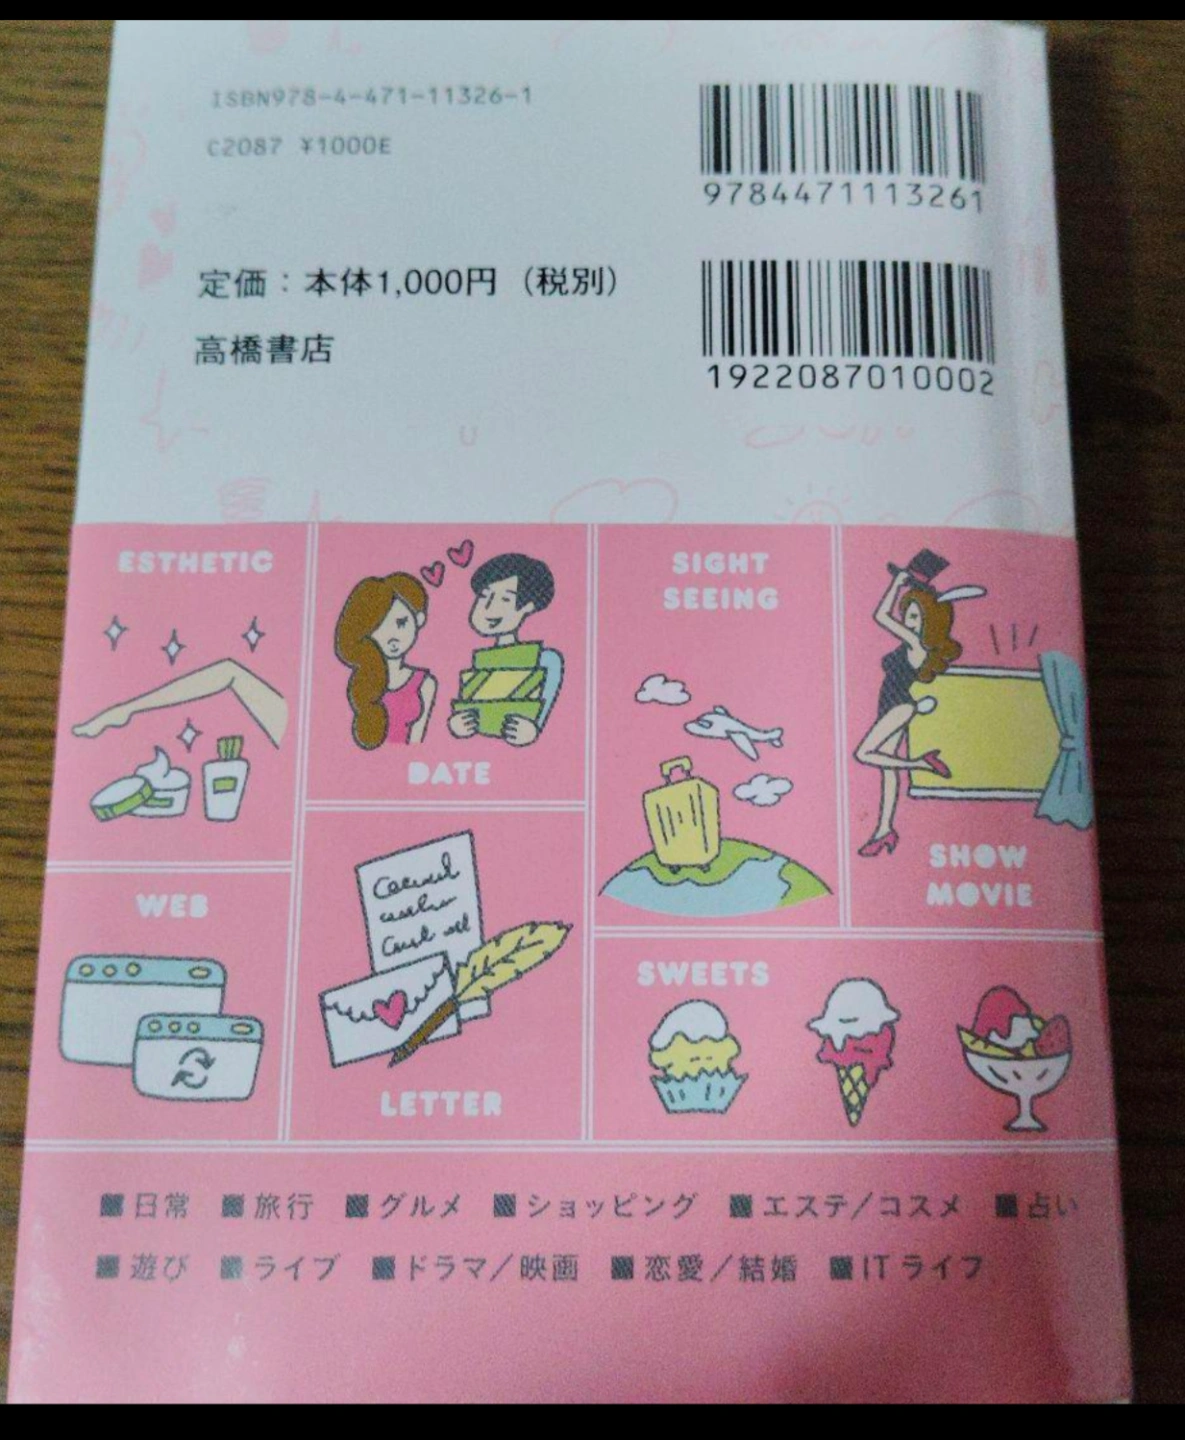 ISBN978-4-471-11326-1
C2087 ¥1000E
9784471113261
定価：本体1,000円（税別）
高橋書店
1922087010002
ESTHETIC
DATE
SIGHT
SEEING
SHOW
MOVIE
WEB
LETTER
SWEETS
■日常 ■旅行 ■グルメ ■ショッピング ■エステ/コスメ ■占い
■遊び ■ライブ ■ドラマ/映画 ■恋愛/結婚 ■ITライフ